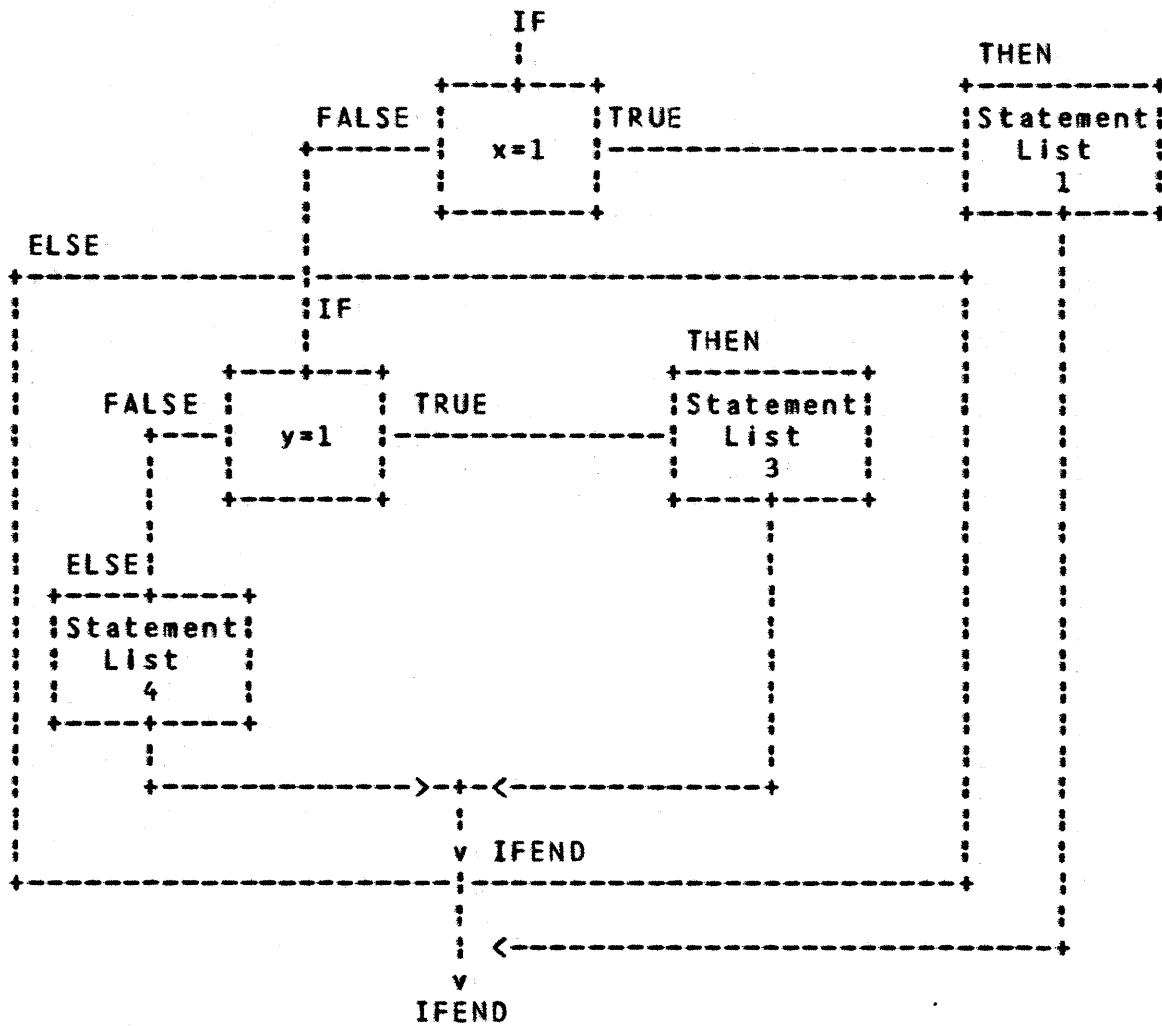 IF
THEN
FALSE
TRUE
x=1
Statement
List
1
ELSE
IF
THEN
FALSE
TRUE
y=1
Statement
List
3
ELSE
Statement
List
4
IFEND
IFEND